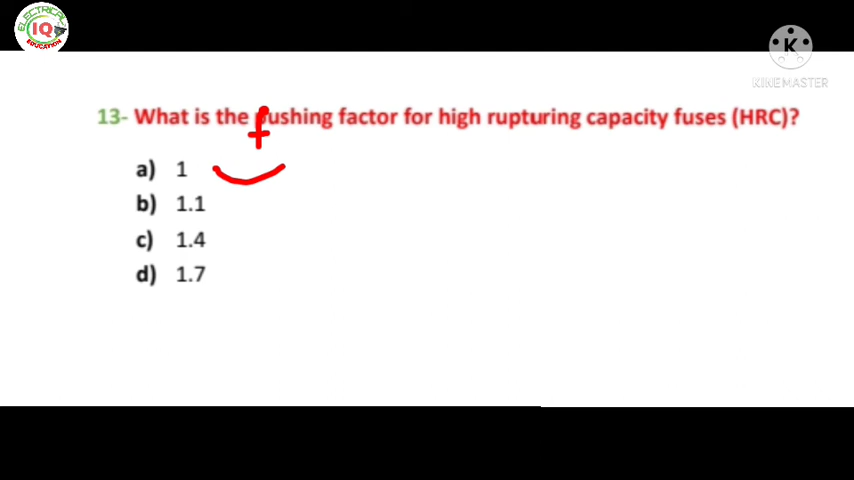 ELECTRICAL
IQ
EDUCATION
K
KINEMASTER
13- What is the fushing factor for high rupturing capacity fuses (HRC)?
a) 1
b) 1.1
c) 1.4
d) 1.7